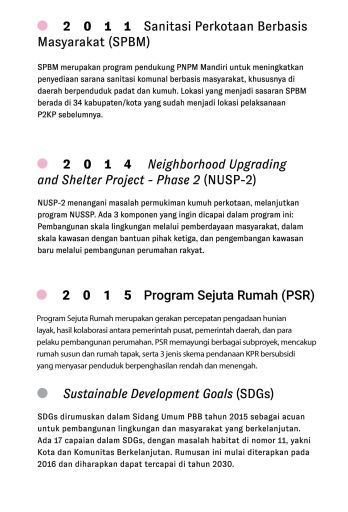 2 0 1 1 Sanitasi Perkotaan Berbasis
Masyarakat (SPBM)
SPBM merupakan program pendukung PNPM Mandiri untuk meningkatkan
penyediaan sarana sanitasi komunal berbasis masyarakat, khususnya di
daerah berpenduduk padat dan kumuh. Lokasi yang menjadi sasaran SPBM
berada di 34 kabupaten/kota yang sudah menjadi lokasi pelaksanaan
P2KP sebelumnya.
2 0 1 4 Neighborhood Upgrading
and Shelter Project - Phase 2 (NUSP-2)
NUSP-2 menangani masalah permukiman kumuh perkotaan, melanjutkan
program NUSSP. Ada 3 komponen yang ingin dicapai dalam program ini:
Pembangunan skala lingkungan melalui pemberdayaan masyarakat, dalam
skala kawasan dengan bantuan pihak ketiga, dan pengembangan kawasan
baru melalui pembangunan perumahan rakyat.
2 0 1 5 Program Sejuta Rumah (PSR)
Program Sejuta Rumah merupakan gerakan percepatan pengadaan hunian
layak, hasil kolaborasi antara pemerintah pusat, pemerintah daerah, dan para
pelaku pembangunan perumahan. PSR memayungi berbagai subproyek, mencakup
rumah susun dan rumah tapak, serta 3 jenis skema pendanaan KPR bersubsidi
yang menyasar penduduk berpenghasilan rendah dan menengah.
Sustainable Development Goals (SDGs)
SDGs dirumuskan dalam Sidang Umum PBB tahun 2015 sebagai acuan
untuk pembangunan lingkungan dan masyarakat yang berkelanjutan.
Ada 17 capaian dalam SDGs, dengan masalah habitat di nomor 11, yakni
Kota dan Komunitas Berkelanjutan. Rumusan ini mulai diterapkan pada
2016 dan diharapkan dapat tercapai di tahun 2030.